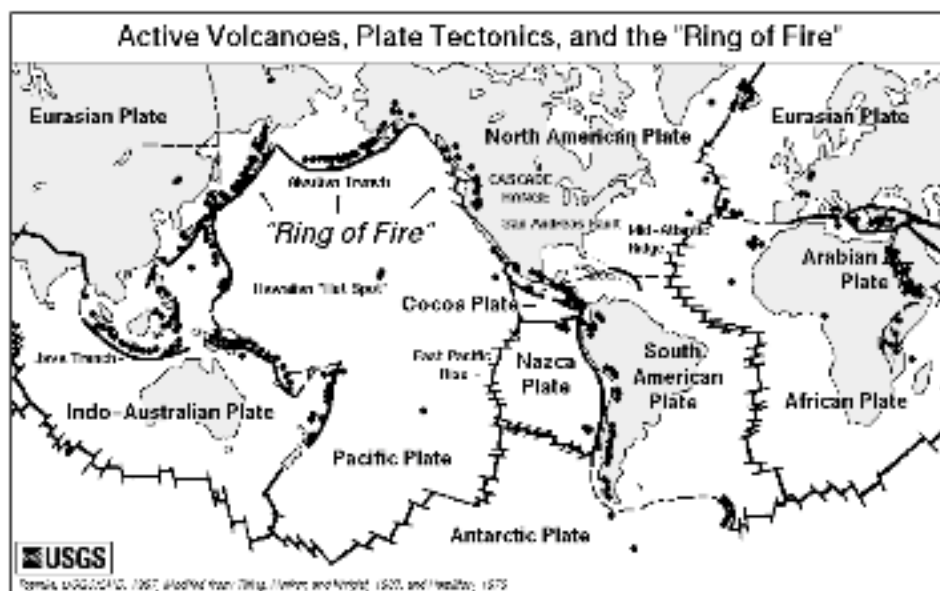 Active Volcanoes, Plate Tectonics, and the "Ring of Fire"
Eurasian Plate
North American Plate
Eurasian Plate
Aleutian Trench
CASCADE
RANGE
"Ring of Fire"
San Andreas Fault
Mid-Atlantic
Ridge
Arabian
Plate
Hawaiian "Hot Spot"
Cocos Plate
Java Trench
East Pacific
Rise
Nazca
Plate
South
American
Plate
Indo-Australian Plate
African Plate
Pacific Plate
Antarctic Plate
USGS